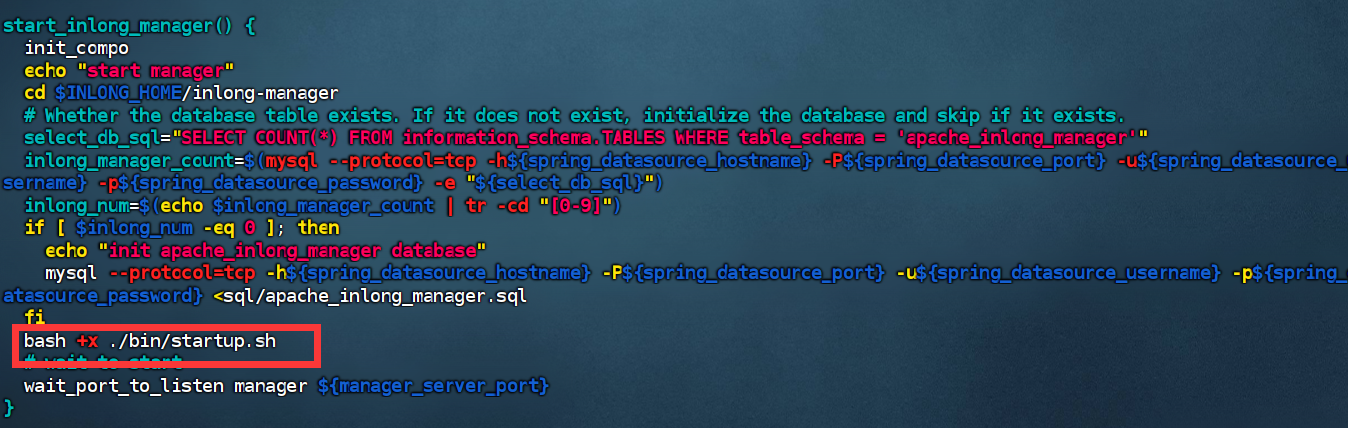 start_inlong_manager() {
  init_compo
  echo "start manager"
  cd $INLONG_HOME/inlong-manager
  # Whether the database table exists. If it does not exist, initialize the database and skip if it exists.
  select_db_sql="SELECT COUNT(*) FROM information_schema.TABLES WHERE table_schema = 'apache_inlong_manager'"
  inlong_manager_count=$(mysql --protocol=tcp -h${spring_datasource_hostname} -P${spring_datasource_port} -u${spring_datasource_u
sername} -p${spring_datasource_password} -e "${select_db_sql}")
  inlong_num=$(echo $inlong_manager_count | tr -cd "[0-9]")
  if [ $inlong_num -eq 0 ]; then
    echo "init apache_inlong_manager database"
    mysql --protocol=tcp -h${spring_datasource_hostname} -P${spring_datasource_port} -u${spring_datasource_username} -p${spring_
atasource_password} <sql/apache_inlong_manager.sql
  fi
  bash +x ./bin/startup.sh
  # wait to start
  wait_port_to_listen manager ${manager_server_port}
}